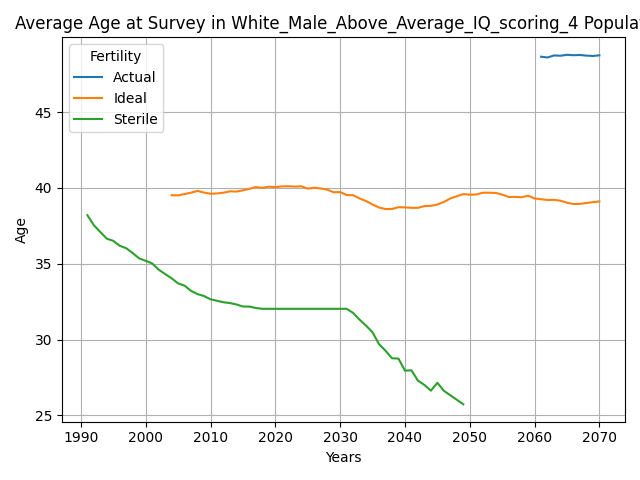 Average Age at Survey in White_Male_Above_Average_IQ_scoring_4 Popula
Fertility
Actual
Ideal
Sterile
Age
45
40
35
30
25
1990 2000 2010 2020 2030 2040 2050 2060 2070
Years